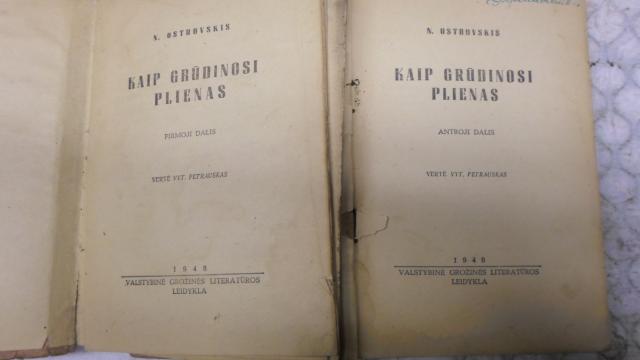 N. OSTROVSKIS
KAIP GRŪDINOSI
PLIENAS
PIRMOJI DALIS
VERTĖ VYT. PETRAUSKAS
1948
VALSTYBINĖ GROŽINĖS LITERATŪROS
LEIDYKLA
N. OSTROVSKIS
KAIP GRŪDINOSI
PLIENAS
ANTROJI DALIS
VERTĖ VYT. PETRAUSKAS
1948
VALSTYBINĖ GROŽINĖS LITERATŪROS
LEIDYKLA